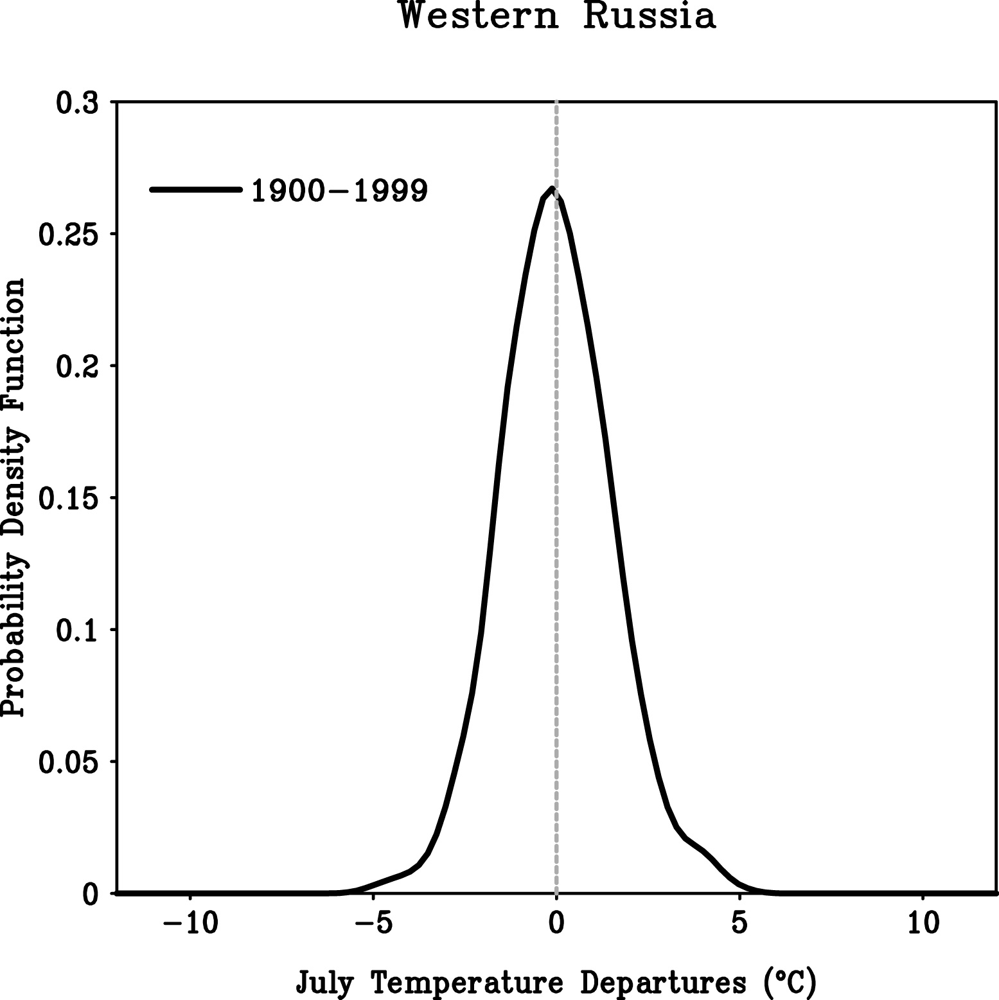 Western Russia
0.3
1900-1999
0.25
0.2
0.15
0.1
0.05
0
Probability Density Function
-10 -5 0 5 10
July Temperature Departures (°C)